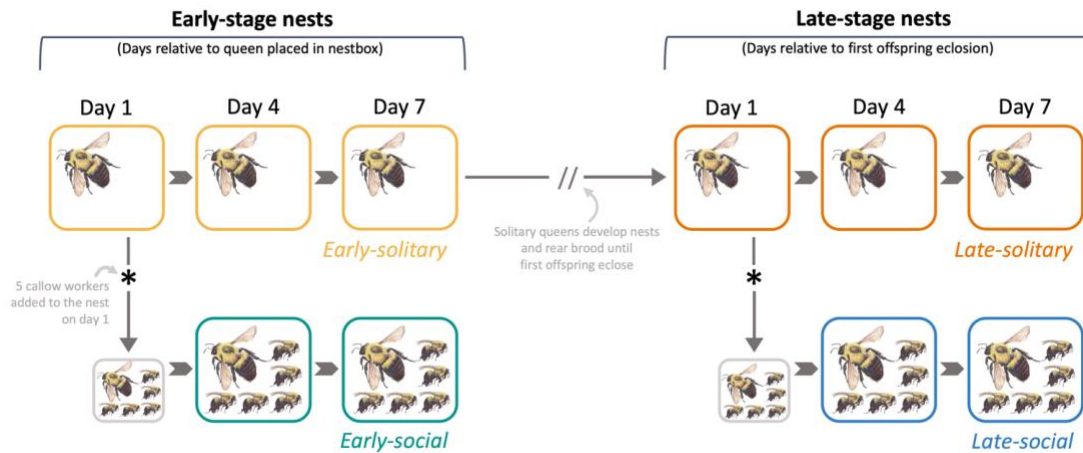 Early-stage nests
(Days relative to queen placed in nestbox)
Late-stage nests
(Days relative to first offspring eclosion)
Day 1
Day 4
Day 7
Day 1
Day 4
Day 7
//
Solitary queens develop nests
and rear brood until
first offspring eclose
Early-solitary
Late-solitary
5 callow workers
added to the nest
on day 1
*
*
Early-social
Late-social